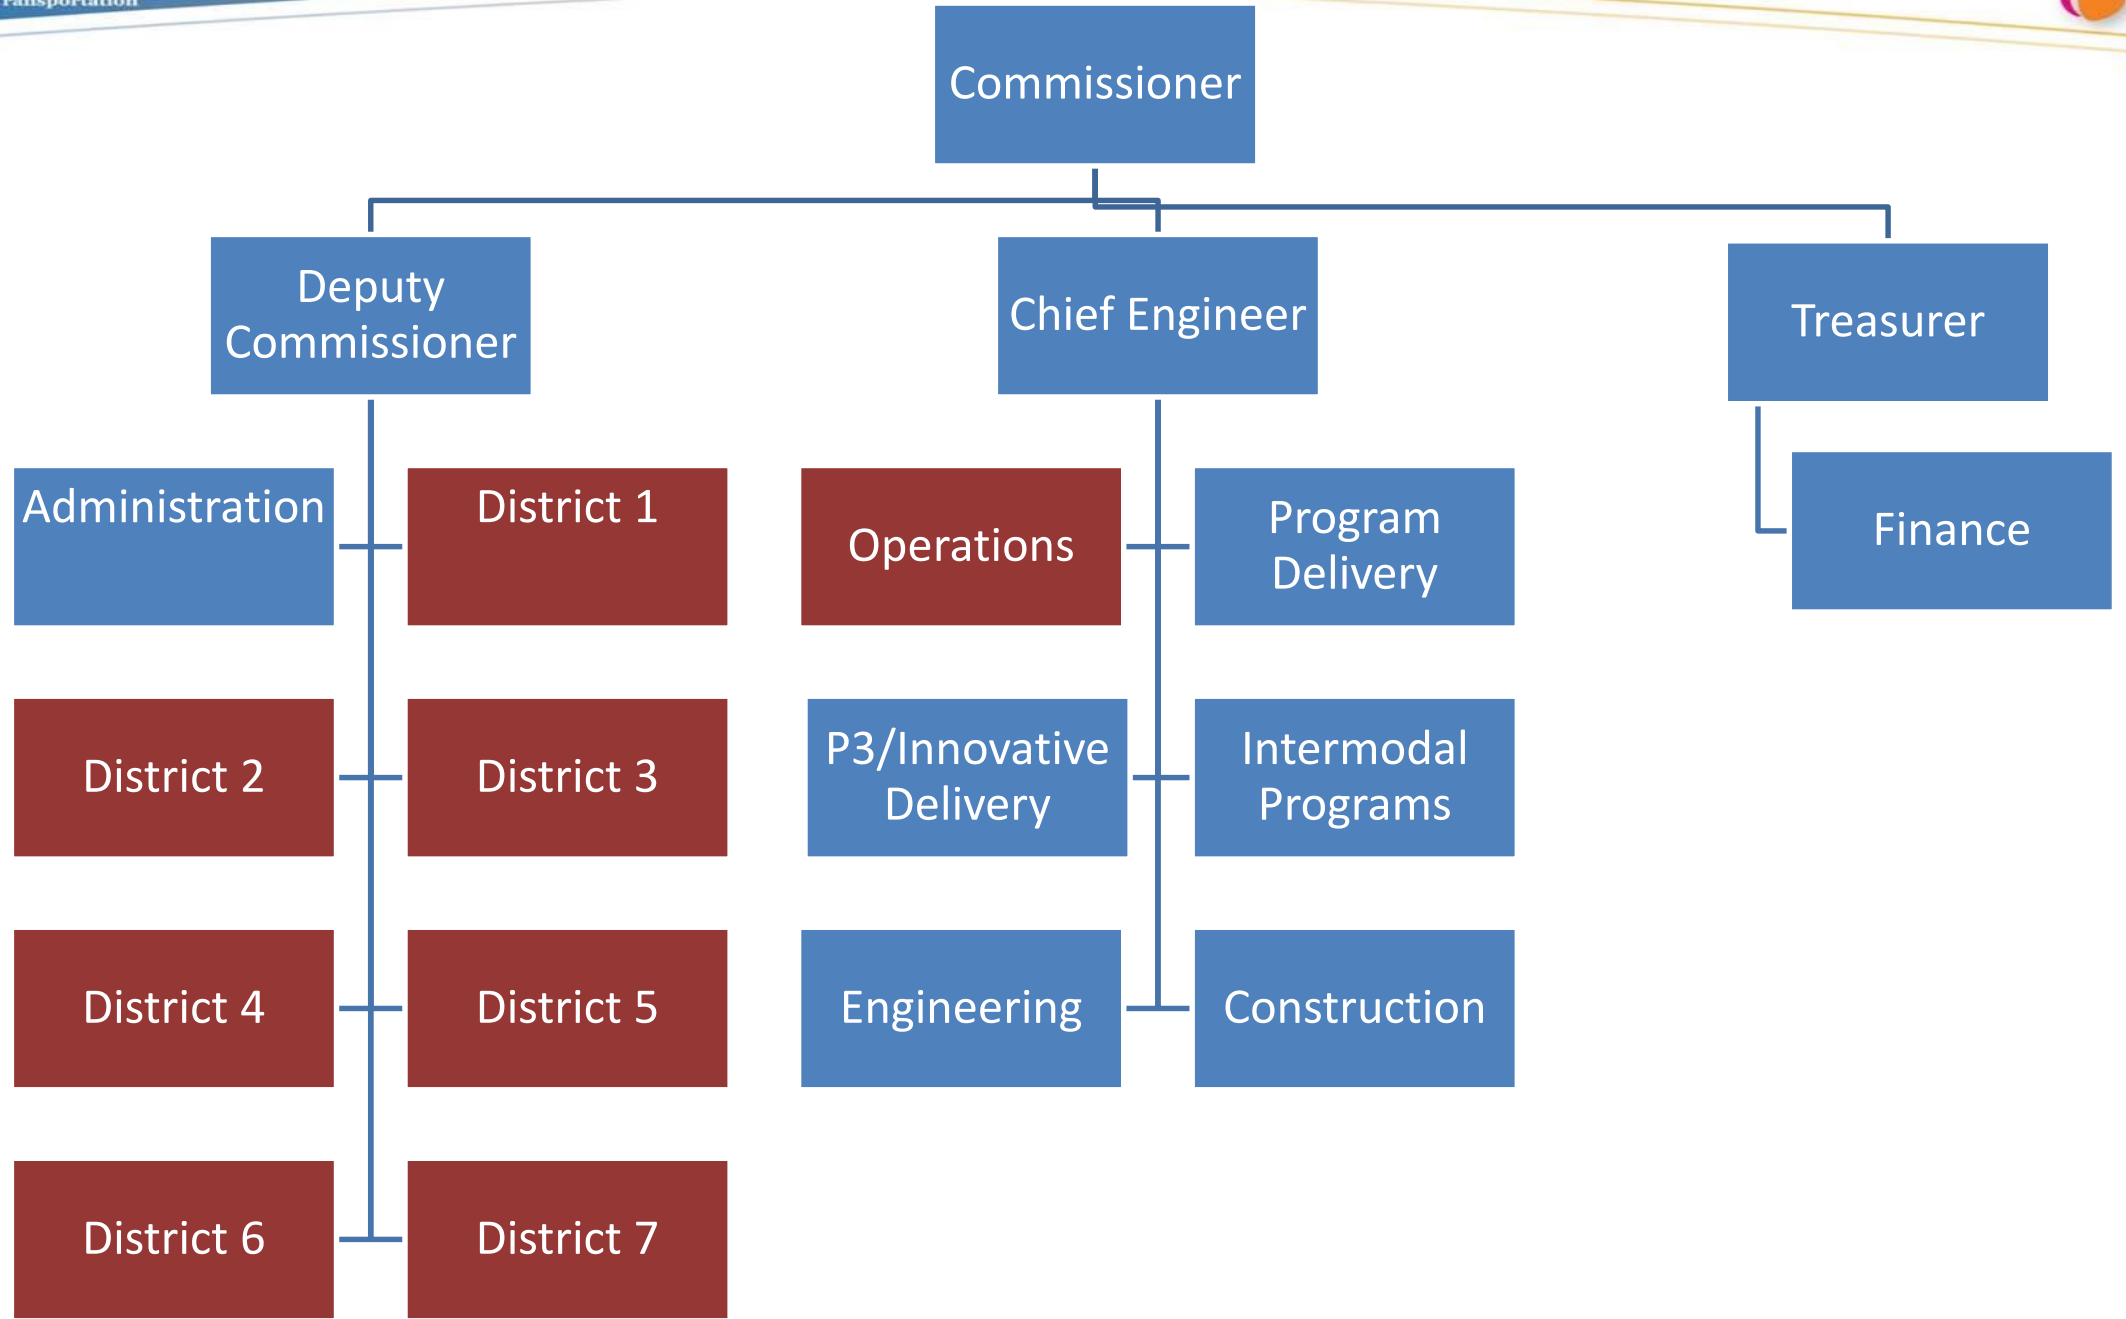 Transportation
Commissioner
Deputy
Commissioner
Chief Engineer
Treasurer
Administration
District 1
Operations
Program
Delivery
Finance
District 2
District 3
P3/Innovative
Delivery
Intermodal
Programs
District 4
District 5
Engineering
Construction
District 6
District 7